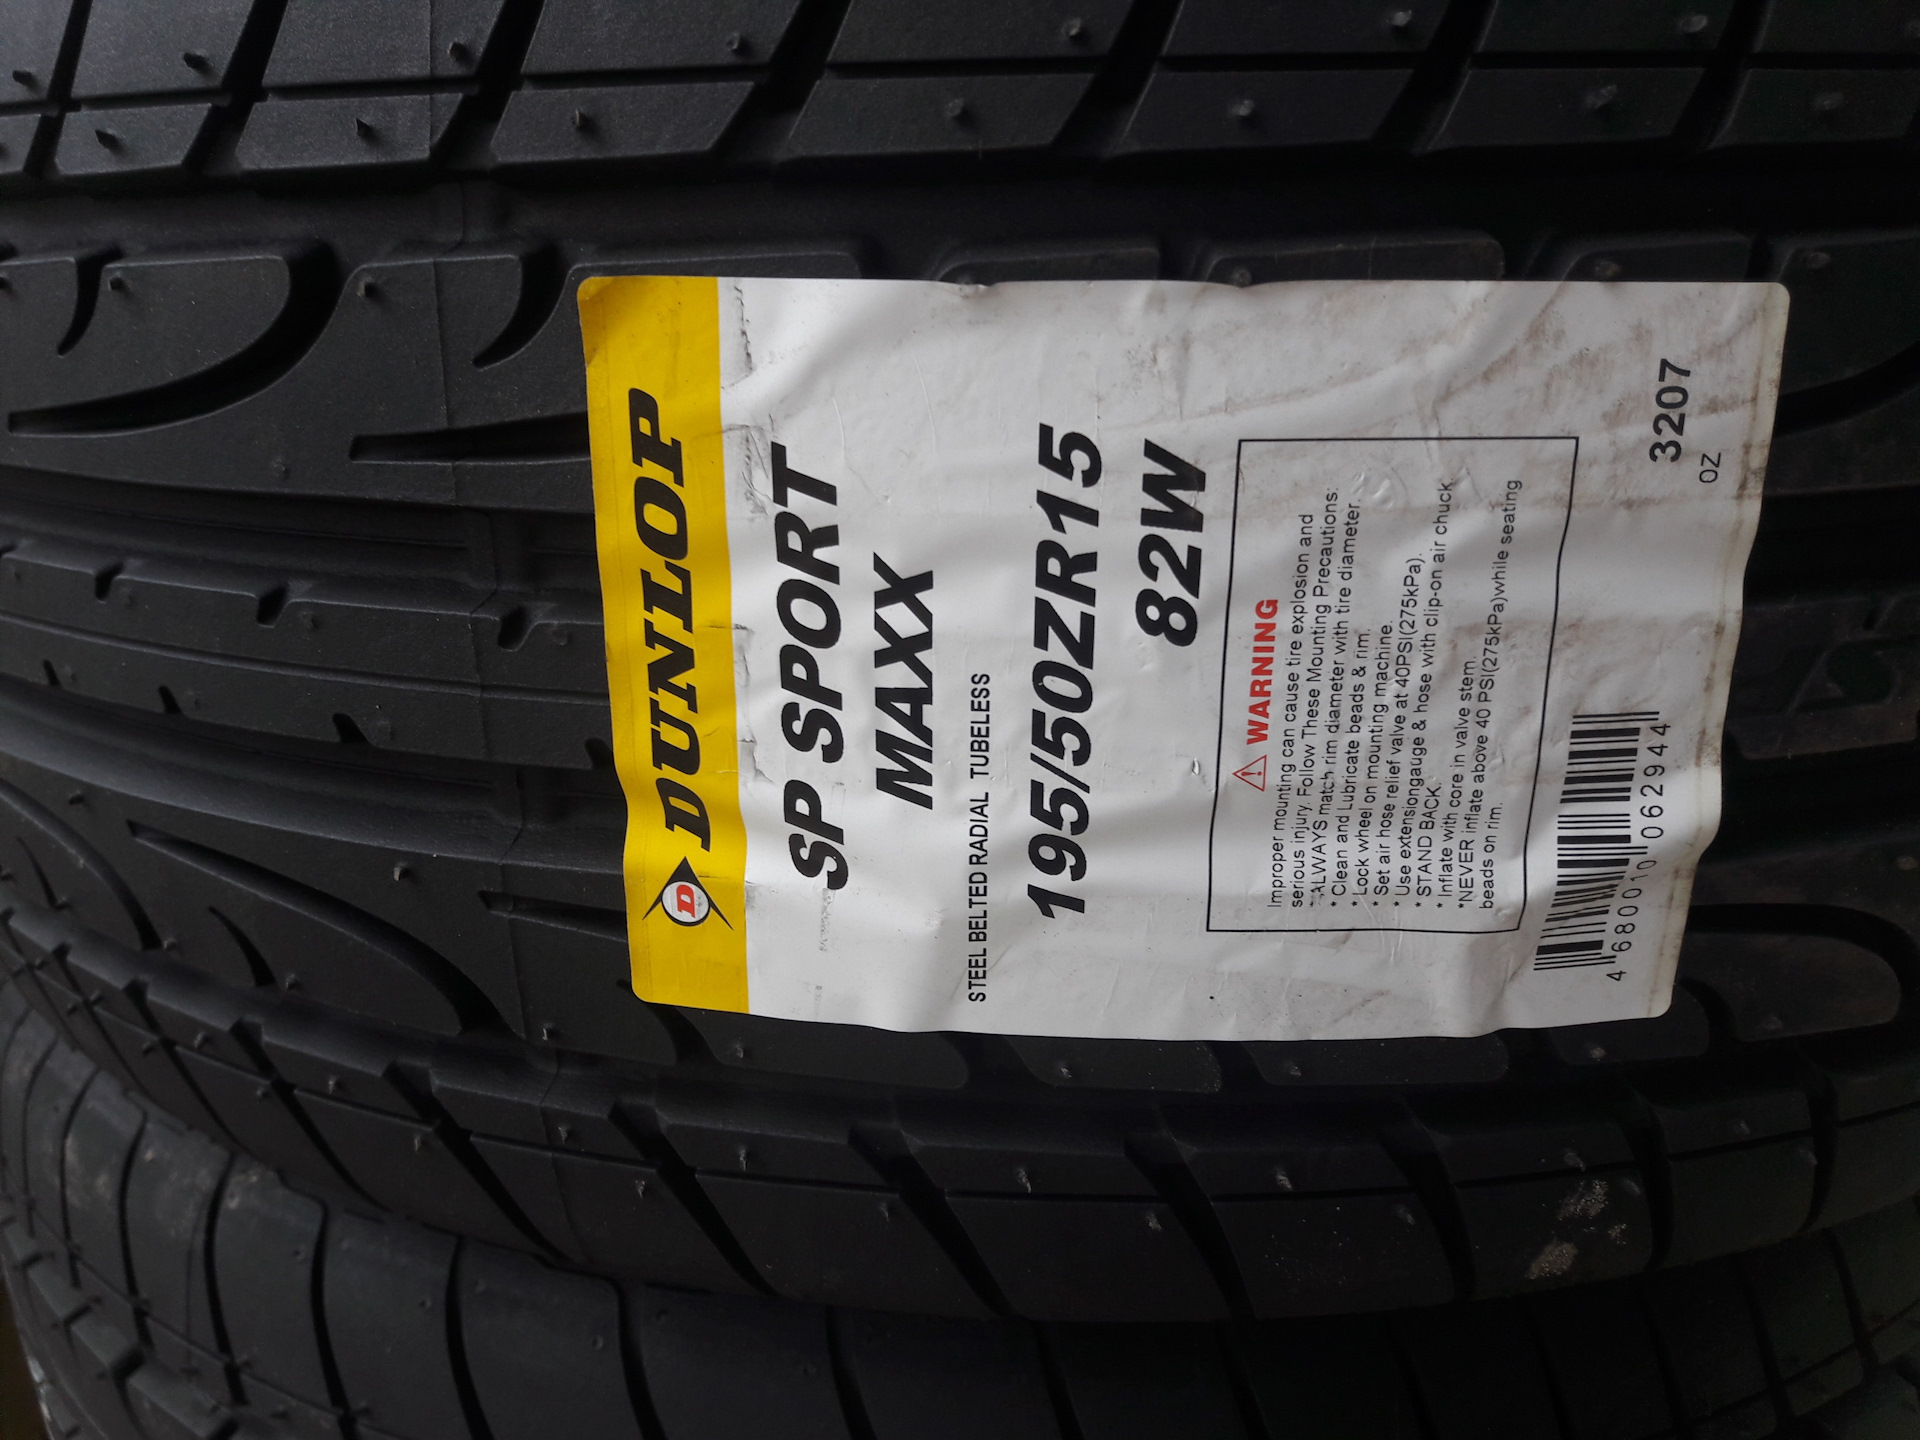 DUNLOP
SP SPORT
MAXX
STEEL BELTED RADIAL TUBELESS
195/50ZR15
82W
WARNING
Improper mounting can cause tire explosion and
serious injury. Follow These Mounting Precautions:
*ALWAYS match rim diameter with tire diameter.
* Clean and Lubricate beads & rim.
* Lock wheel on mounting machine.
* Set air hose relief valve at 40PSI(275kPa).
* Use extensiongauge & hose with clip-on air chuck
* STAND BACK.
* Inflate with core in valve stem.
*NEVER inflate above 40 PSI(275kPa)while seating
beads on rim.
4 680010 062944
3207
OZ